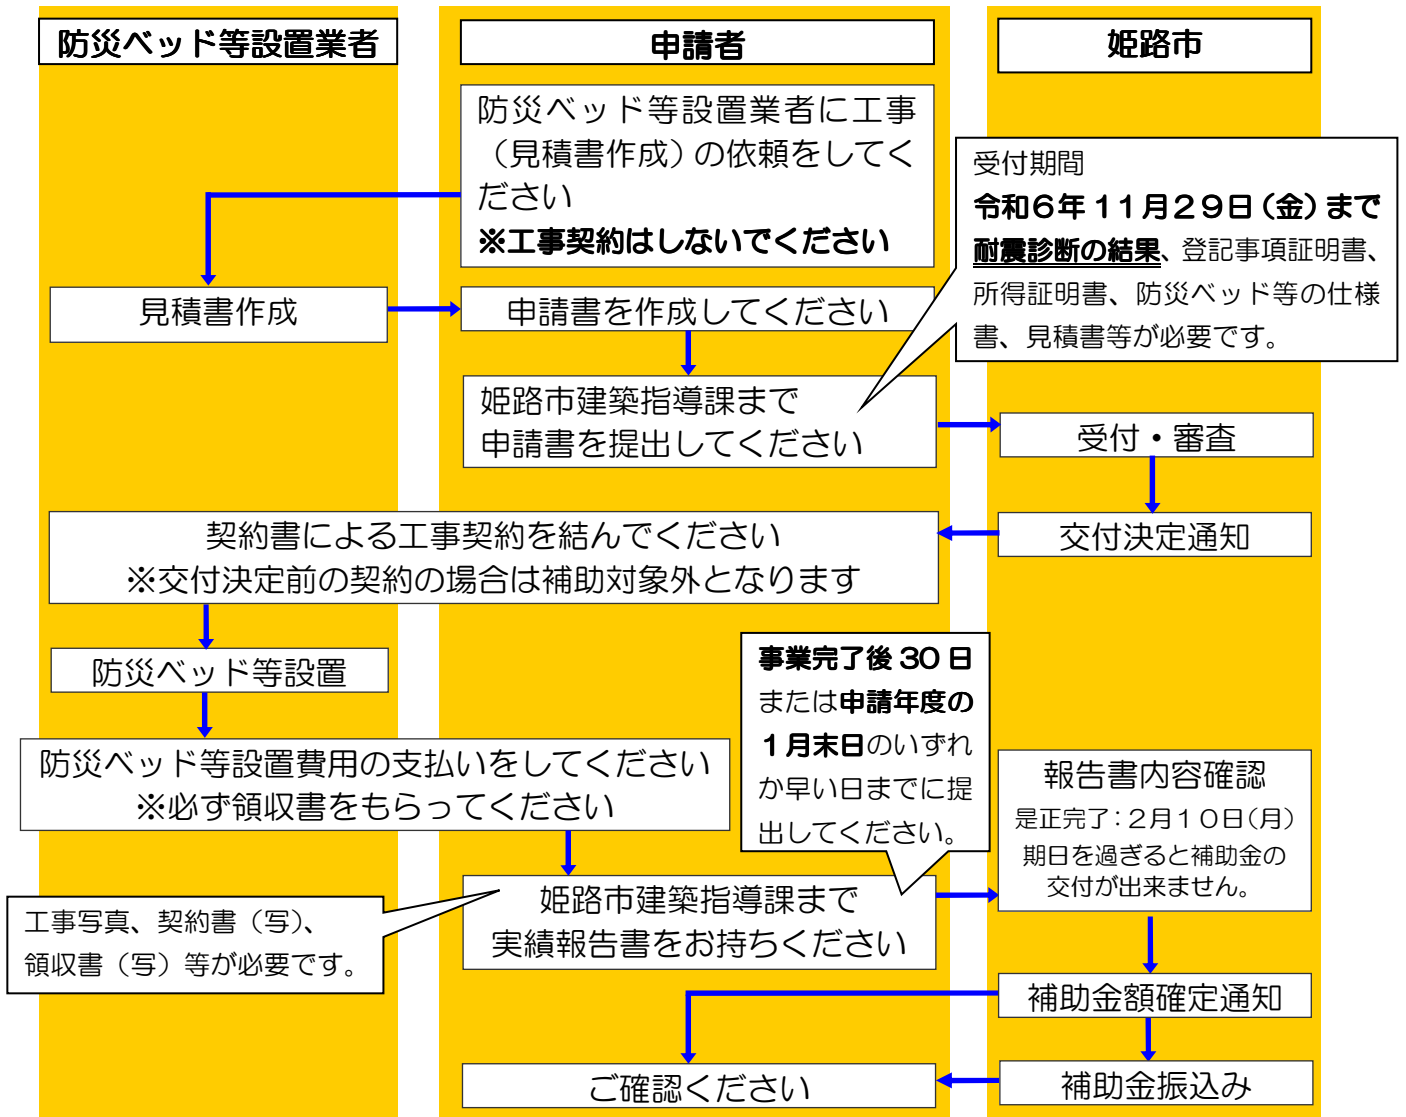 防災ベッド等設置業者
申請者
姫路市
防災ベッド等設置業者に工事
（見積書作成）の依頼をしてく
ださい
※工事契約はしないでください
受付期間
令和６年１１月２９日（金）まで
耐震診断の結果、登記事項証明書、
所得証明書、防災ベッド等の仕様
書、見積書等が必要です。
見積書作成
申請書を作成してください
姫路市建築指導課まで
申請書を提出してください
受付・審査
交付決定通知
契約書による工事契約を結んでください
※交付決定前の契約の場合は補助対象外となります
防災ベッド等設置
防災ベッド等設置費用の支払いをしてください
※必ず領収書をもらってください
事業完了後 30 日
または申請年度の
１月末日のいずれ
か早い日までに提
出してください。
報告書内容確認
是正完了：２月１０日（月）
期日を過ぎると補助金の
交付が出来ません。
工事写真、契約書（写）、
領収書（写）等が必要です。
姫路市建築指導課まで
実績報告書をお持ちください
補助金額確定通知
ご確認ください
補助金振込み